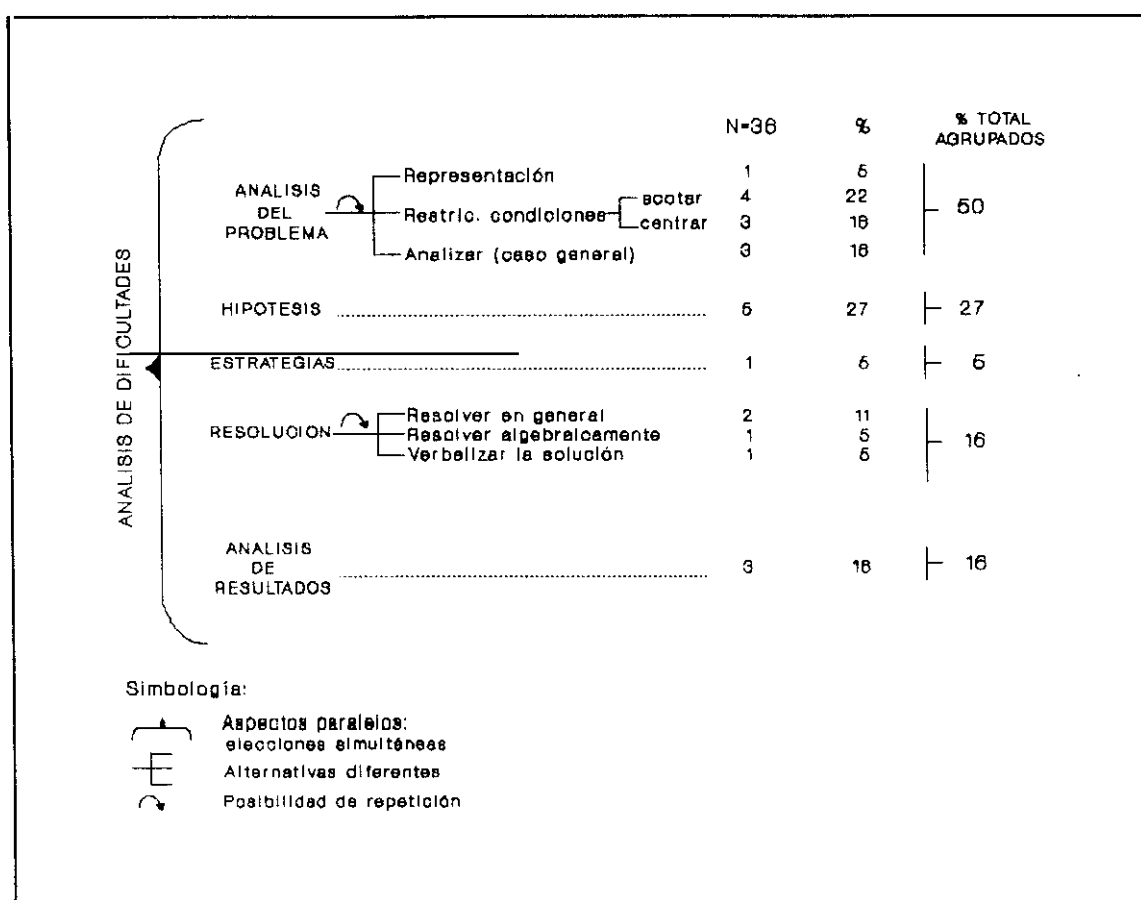 N=36 % % TOTAL
AGRUPADOS
ANALISIS DE DIFICULTADES
ANALISIS
DEL
PROBLEMA
Representación 1 5
Restric. condiciones acotar 4 22
centrar 3 16
Analizar (caso general) 3 16
50
HIPOTESIS 5 27 27
ESTRATEGIAS 1 5 5
RESOLUCION
Resolver en general 2 11
Resolver algebraicamente 1 5
Verbalizar la solución 1 5
16
ANALISIS
DE
RESULTADOS
3 16 16
Simbología:
Aspectos paralelos:
elecciones simultáneas
Alternativas diferentes
Posibilidad de repetición